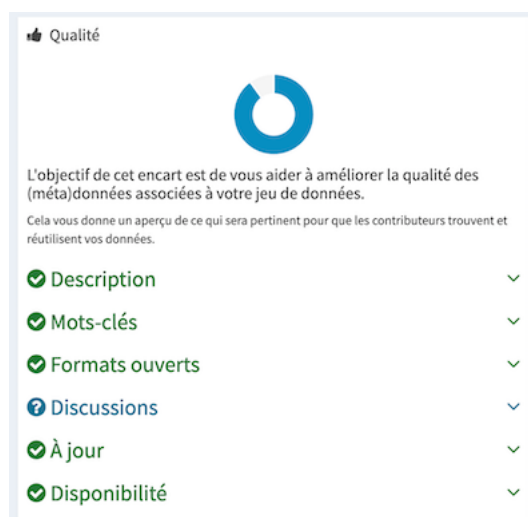 Qualité
L'objectif de cet encart est de vous aider à améliorer la qualité des
(méta)données associées à votre jeu de données.
Cela vous donne un aperçu de ce qui sera pertinent pour que les contributeurs trouvent et
réutilisent vos données.
Description
Mots-clés
Formats ouverts
Discussions
À jour
Disponibilité